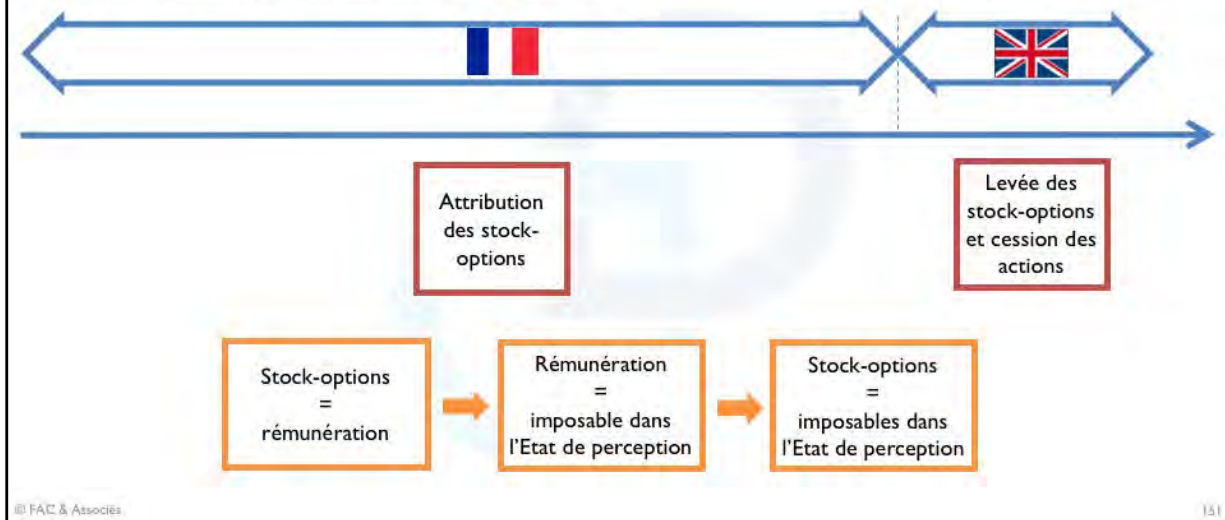 Attribution
des stock-
options
Levée des
stock-options
et cession des
actions
Stock-options
=
rémunération
Rémunération
=
imposable dans
l'Etat de perception
Stock-options
=
imposables dans
l'Etat de perception
© FAC & Associés
151